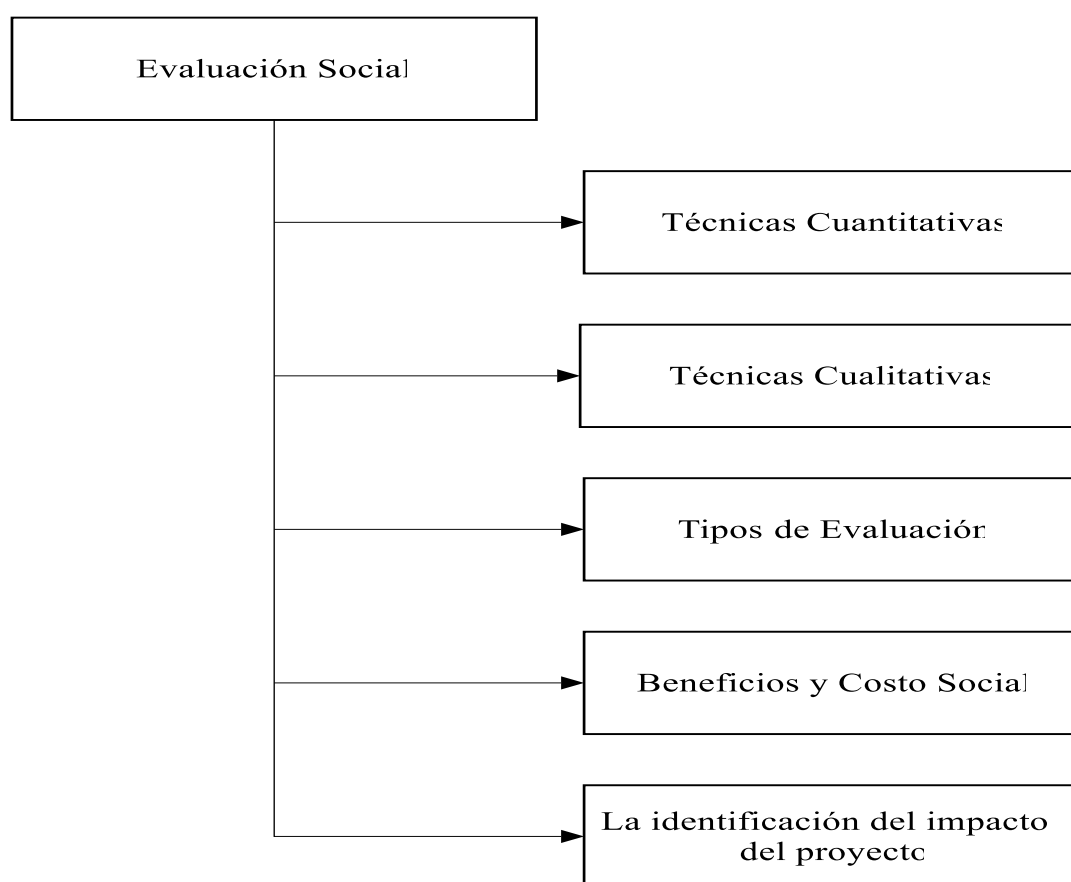 Evaluación Social
Técnicas Cuantitativas
Técnicas Cualitativas
Tipos de Evaluación
Beneficios y Costo Social
La identificación del impacto
del proyecto